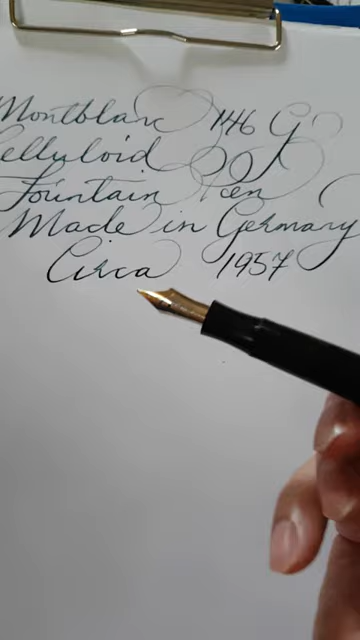 Montblanc 146 G
Celluloid
Fountain Pen
Made in Germany
Circa 1957